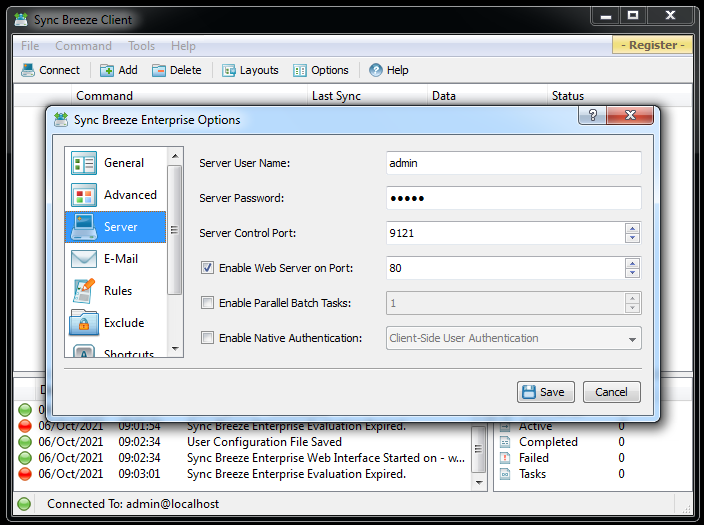 Sync Breeze Client
File Command Tools Help - Register -
Connect Add Delete Layouts Options Help
Command Last Sync Data Status
Sync Breeze Enterprise Options
General
Advanced
Server
E-Mail
Rules
Exclude
Shortcuts
Server User Name: admin
Server Password: •••••
Server Control Port: 9121
Enable Web Server on Port: 80
Enable Parallel Batch Tasks: 1
Enable Native Authentication: Client-Side User Authentication
Save Cancel
06/Oct/2021 09:01:54 Sync Breeze Enterprise Evaluation Expired. Active 0
06/Oct/2021 09:02:34 User Configuration File Saved Completed 0
06/Oct/2021 09:02:34 Sync Breeze Enterprise Web Interface Started on - w... Failed 0
06/Oct/2021 09:03:01 Sync Breeze Enterprise Evaluation Expired. Tasks 0
Connected To: admin@localhost